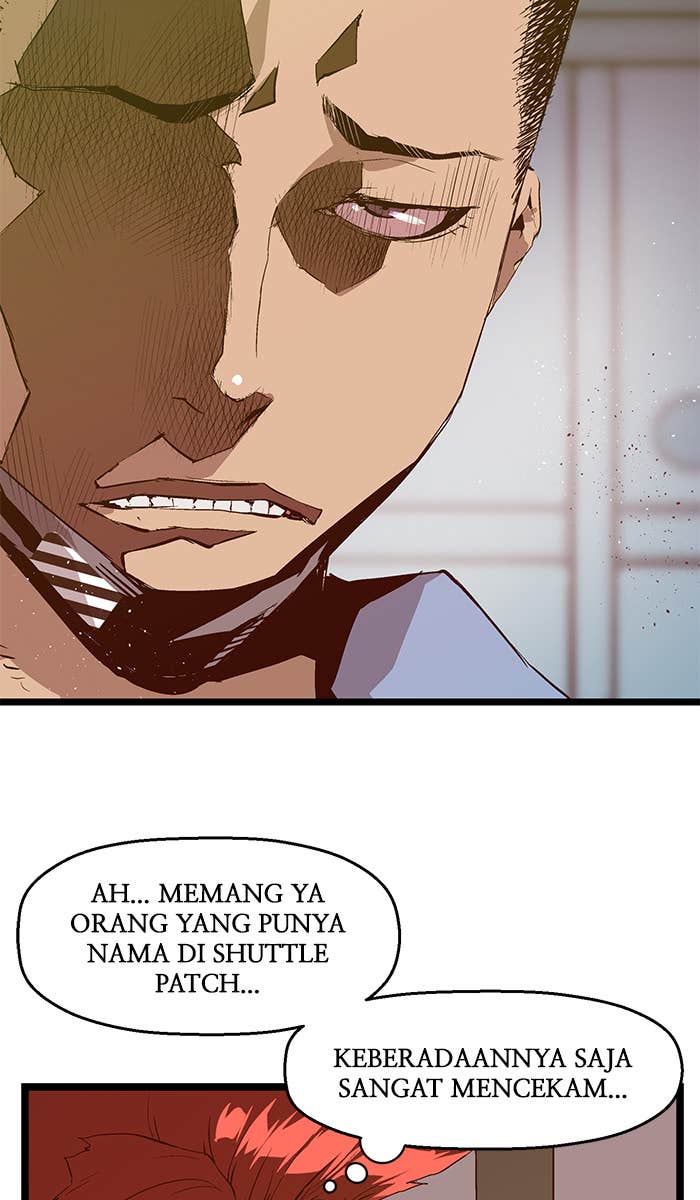 AH... MEMANG YA
ORANG YANG PUNYA
NAMA DI SHUTTLE
PATCH...
KEBERADAANNYA SAJA
SANGAT MENCEKAM...